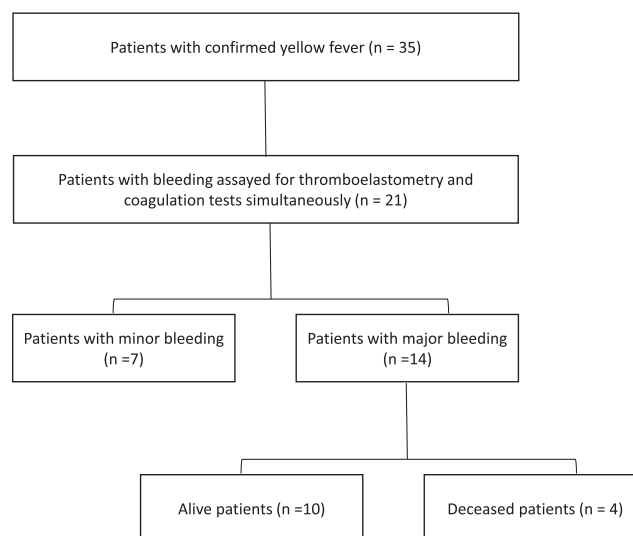 Patients with confirmed yellow fever (n = 35)
Patients with bleeding assayed for thromboelastometry and
coagulation tests simultaneously (n = 21)
Patients with minor bleeding
(n =7)
Patients with major bleeding
(n =14)
Alive patients (n =10)
Deceased patients (n = 4)